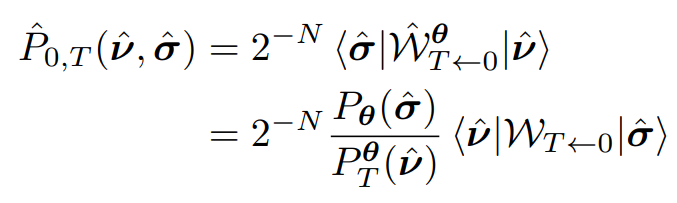 \hat{P}_{0,T}(\hat{\boldsymbol{\nu}}, \hat{\boldsymbol{\sigma}}) = 2^{-N} \langle \hat{\boldsymbol{\sigma}} | \hat{\mathcal{W}}^{\boldsymbol{\theta}}_{T \leftarrow 0} | \hat{\boldsymbol{\nu}} \rangle
= 2^{-N} \frac{P_{\boldsymbol{\theta}}(\hat{\boldsymbol{\sigma}})}{P_T^{\boldsymbol{\theta}}(\hat{\boldsymbol{\nu}})} \langle \hat{\boldsymbol{\nu}} | \mathcal{W}_{T \leftarrow 0} | \hat{\boldsymbol{\sigma}} \rangle